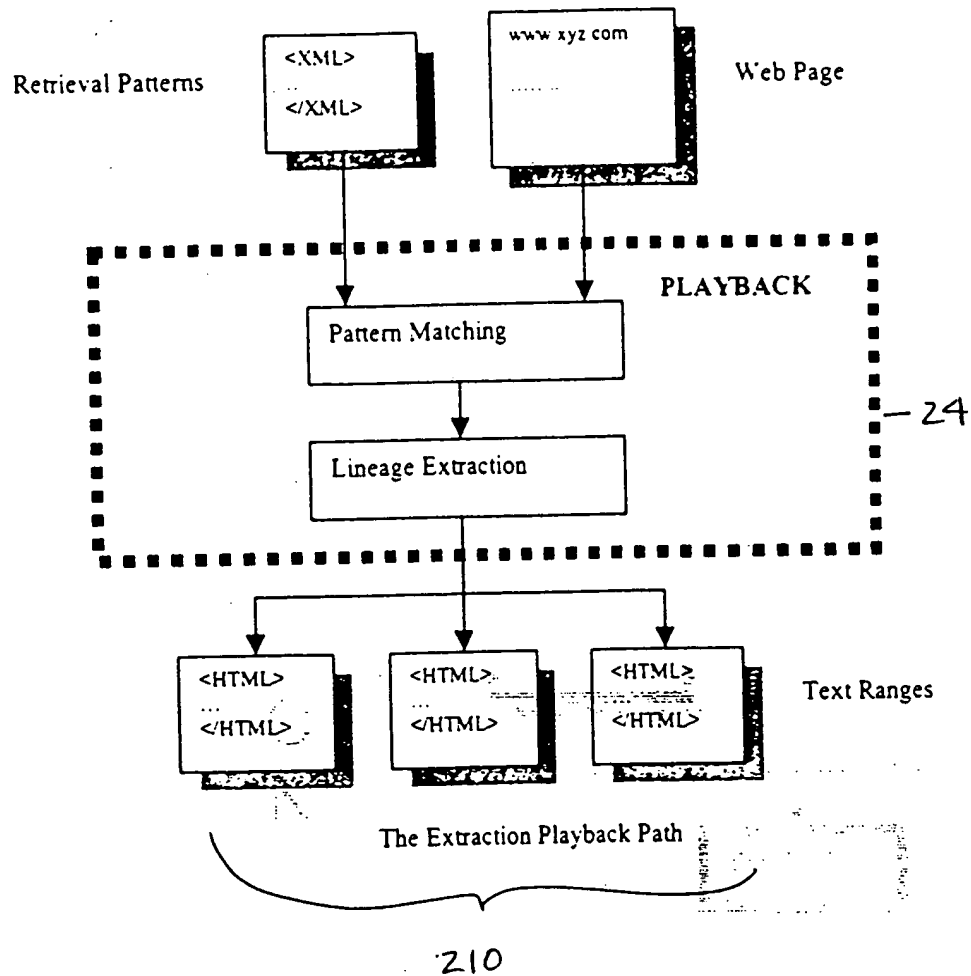 www xyz com
<XML>
Retrieval Patterns
Web Page
...
</XML>
PLAYBACK
Pattern Matching
24
Lineage Extraction
<HTML>
...
</HTML>
<HTML>
...
</HTML>
<HTML>
</HTML>
Text Ranges
The Extraction Playback Path
210